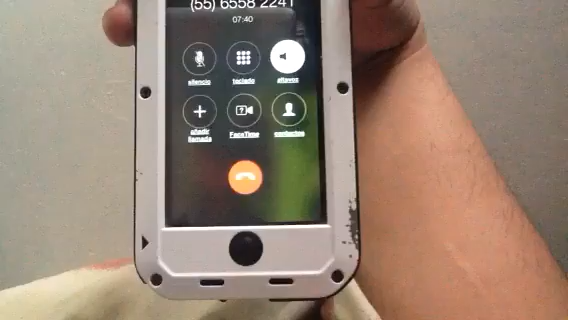 (55) 6558 2241
07:40
silencio teclado altavoz
añadir
llamada FaceTime contactos